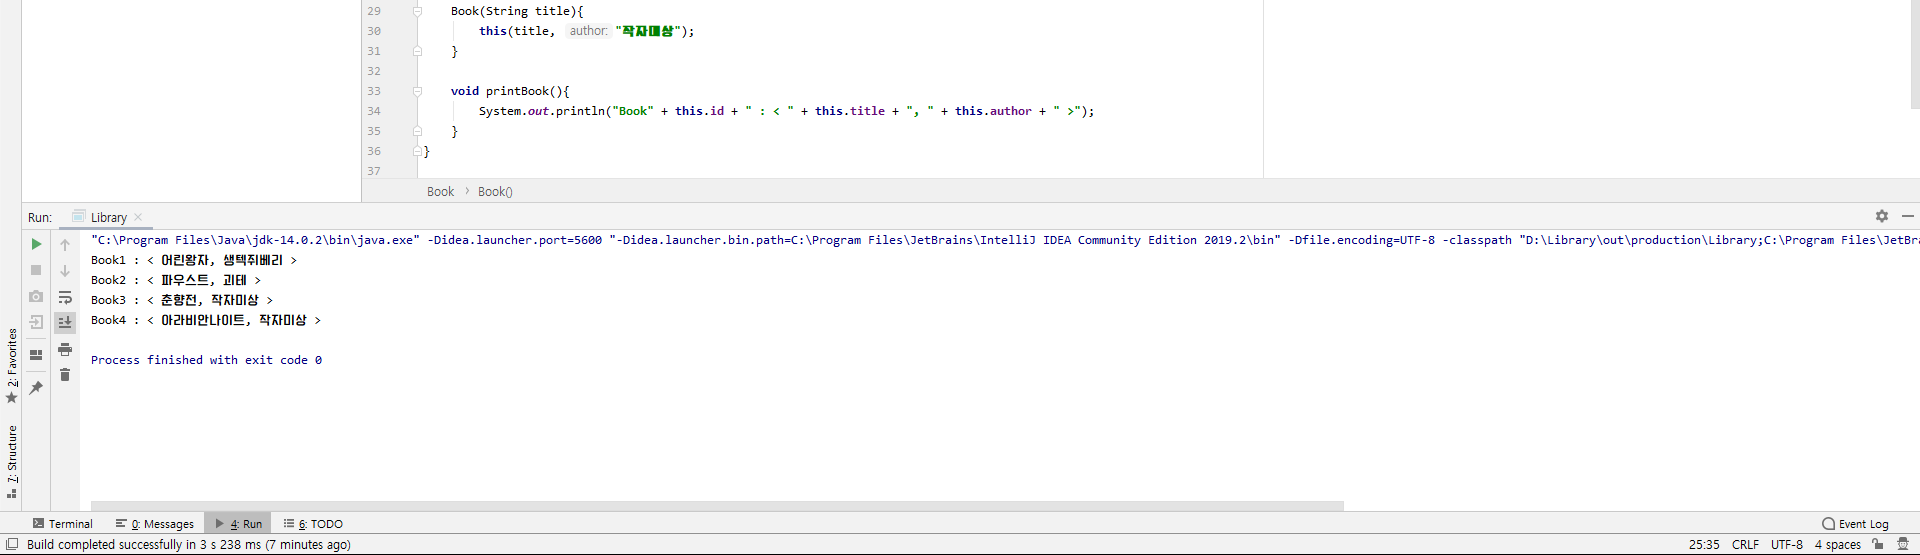 29 Book(String title){
30 this(title, author: "작자미상");
31 }
32
33 void printBook(){
34 System.out.println("Book" + this.id + " : < " + this.title + ", " + this.author + " >");
35 }
36 }
37
Book › Book()
Run: Library
"C:\Program Files\Java\jdk-14.0.2\bin\java.exe" -Didea.launcher.port=5600 "-Didea.launcher.bin.path=C:\Program Files\JetBrains\IntelliJ IDEA Community Edition 2019.2\bin" -Dfile.encoding=UTF-8 -classpath "D:\Library\out\production\Library;C:\Program Files\JetBra
Book1 : < 어린왕자, 생텍쥐베리 >
Book2 : < 파우스트, 괴테 >
Book3 : < 춘향전, 작자미상 >
Book4 : < 아라비안나이트, 작자미상 >
Process finished with exit code 0
2: Favorites
7: Structure
Terminal 0: Messages 4: Run 6: TODO Event Log
Build completed successfully in 3 s 238 ms (7 minutes ago) 25:35 CRLF UTF-8 4 spaces